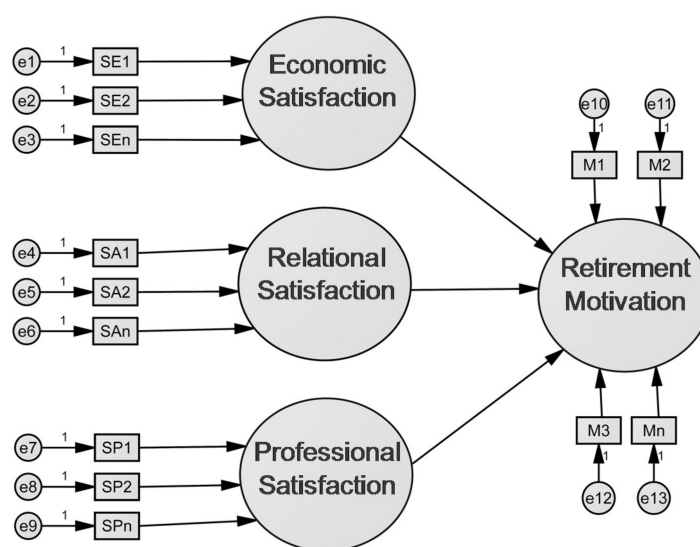 e1 1 SE1
e2 1 SE2
e3 1 SEn
Economic
Satisfaction
e4 1 SA1
e5 1 SA2
e6 1 SAn
Relational
Satisfaction
e7 1 SP1
e8 1 SP2
e9 1 SPn
Professional
Satisfaction
e10 e11
1 1
M1 M2
Retirement
Motivation
M3 Mn
1 1
e12 e13